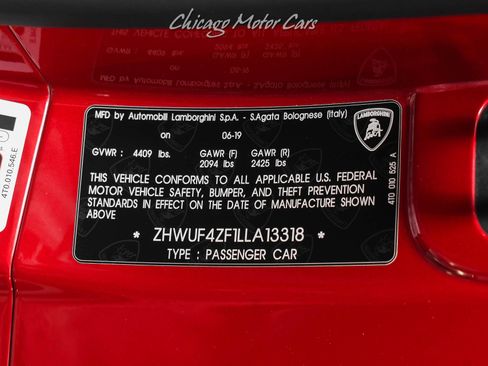 Chicago Motor Cars
MFD by Automobili Lamborghini S.p.A. - S.Agata Bolognese (Italy)
on 06-19
GVWR : 4409 lbs. GAWR (F) GAWR (R)
2094 lbs 2425 lbs
THIS VEHICLE CONFORMS TO ALL APPLICABLE U.S. FEDERAL
MOTOR VEHICLE SAFETY, BUMPER, AND THEFT PREVENTION
STANDARDS IN EFFECT ON THE DATE OF MANUFACTURE SHOWN
ABOVE
* ZHWUF4ZF1LLA13318 *
TYPE : PASSENGER CAR
LAMBORGHINI
4T0 010 525 A
4T0.010.546.E